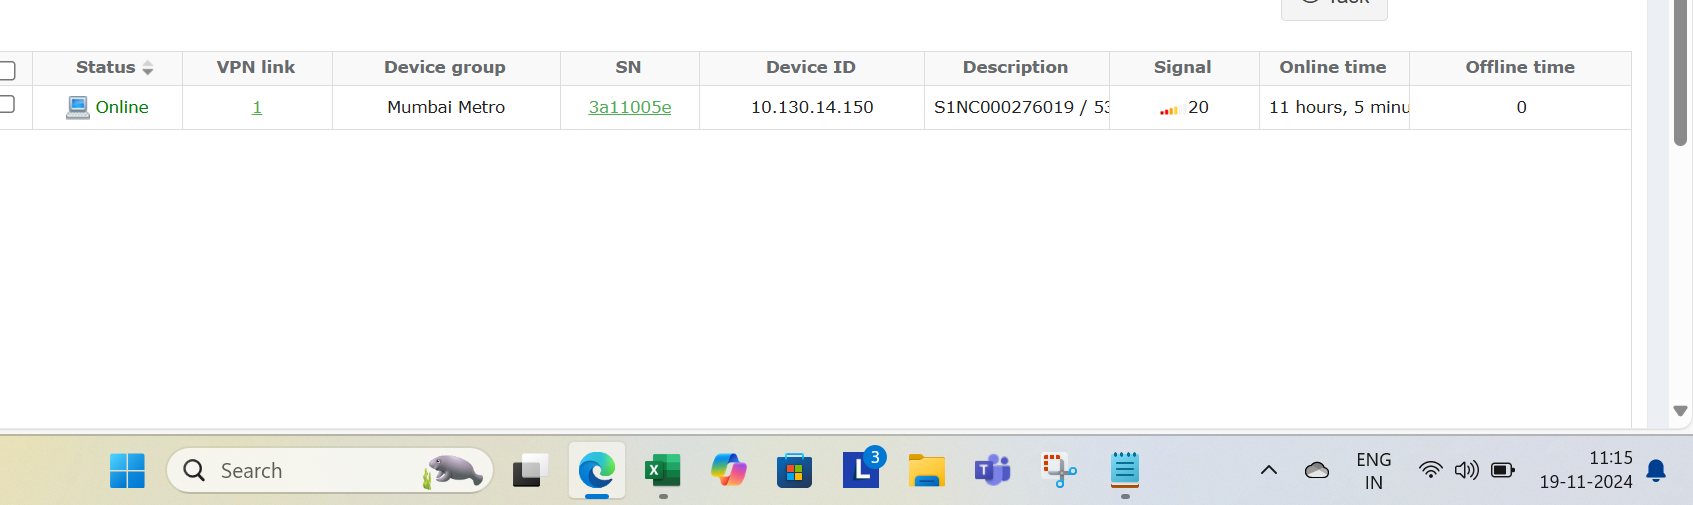 Task
Status VPN link Device group SN Device ID Description Signal Online time Offline time
Online 1 Mumbai Metro 3a11005e 10.130.14.150 S1NC000276019 / 53 20 11 hours, 5 minu 0
Search
L 3
ENG
IN
11:15
19-11-2024